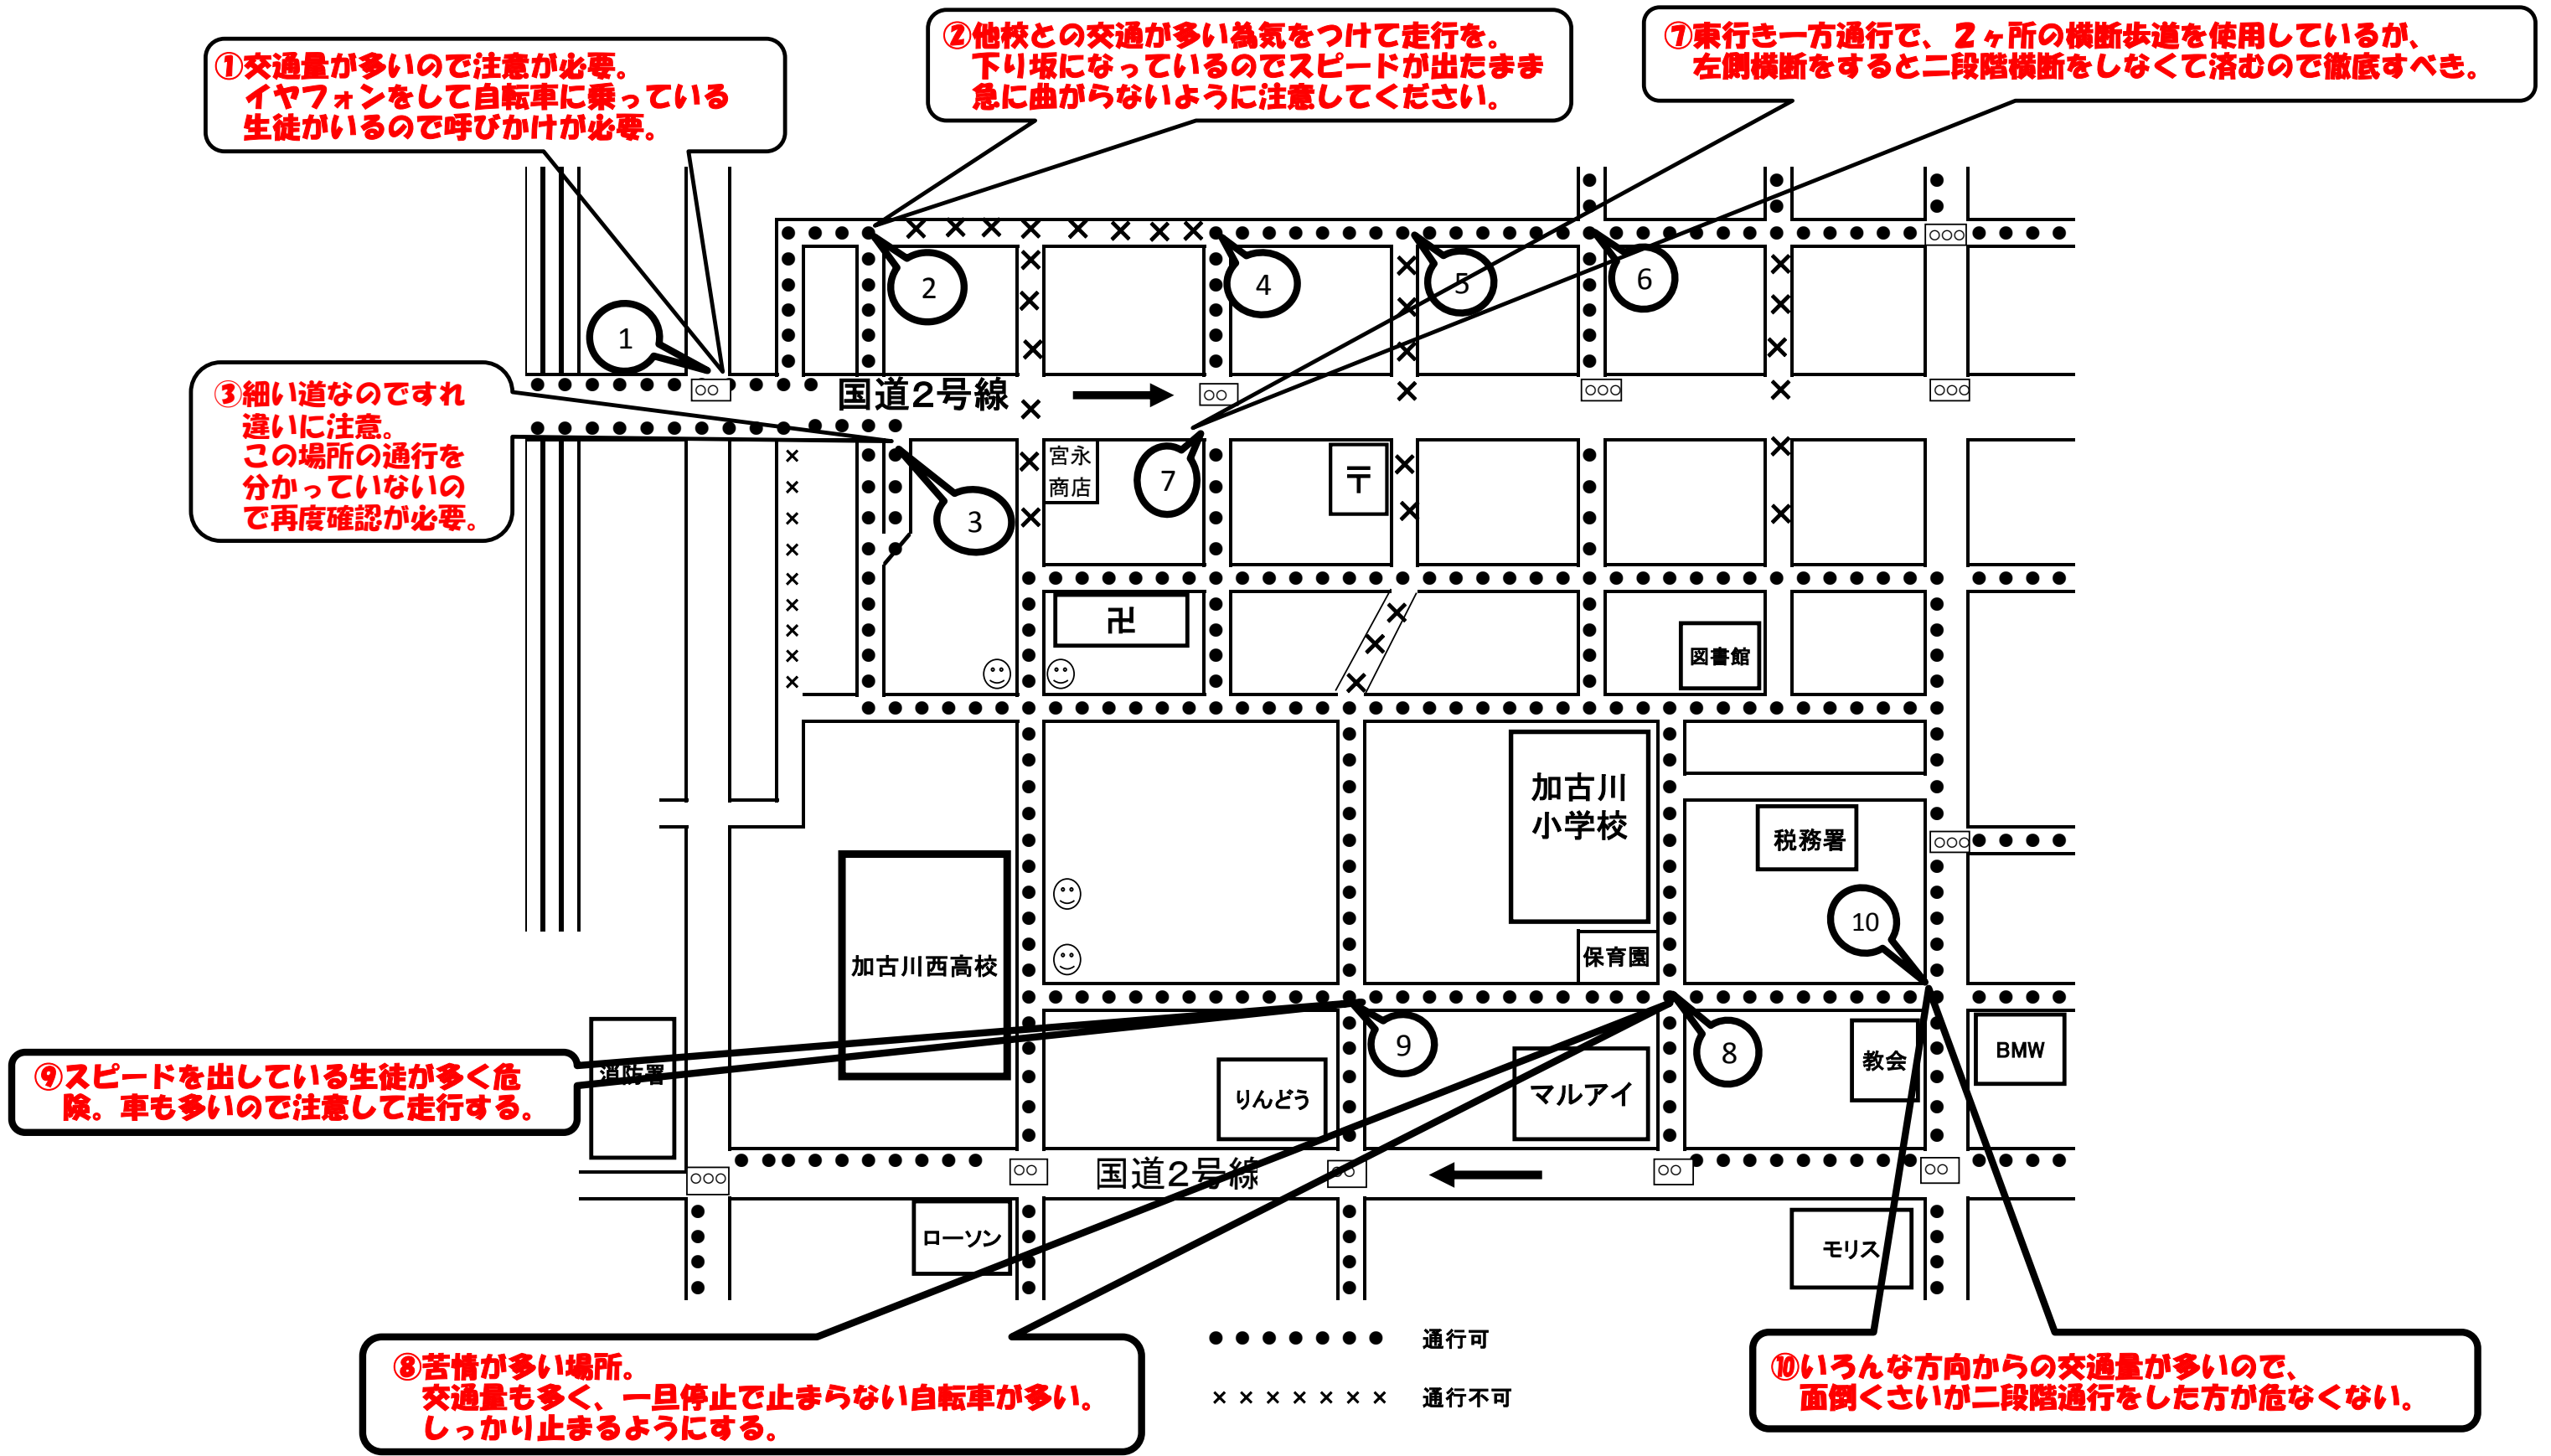 ①交通量が多いので注意が必要。
イヤフォンをして自転車に乗っている
生徒がいるので呼びかけが必要。
②他校との交通が多い為気をつけて走行を。
下り坂になっているのでスピードが出たまま
急に曲がらないように注意してください。
⑦東行き一方通行で、２ヶ所の横断歩道を使用しているが、
左側横断をすると二段階横断をしなくて済むので徹底すべき。
2
4
5
6
1
国道2号線
③細い道なのですれ
違いに注意。
この場所の通行を
分かっていないの
で再度確認が必要。
宮永
商店
7
〒
3
卍
図書館
加古川
小学校
税務署
10
加古川西高校
保育園
9
8
消防署
りんどう
マルアイ
教会
BMW
⑨スピードを出している生徒が多く危
険。車も多いので注意して走行する。
国道2号線
ローソン
モリス
⑧苦情が多い場所。
交通量も多く、一旦停止で止まらない自転車が多い。
しっかり止まるようにする。
通行可
通行不可
⑩いろんな方向からの交通量が多いので、
面倒くさいが二段階通行をした方が危なくない。